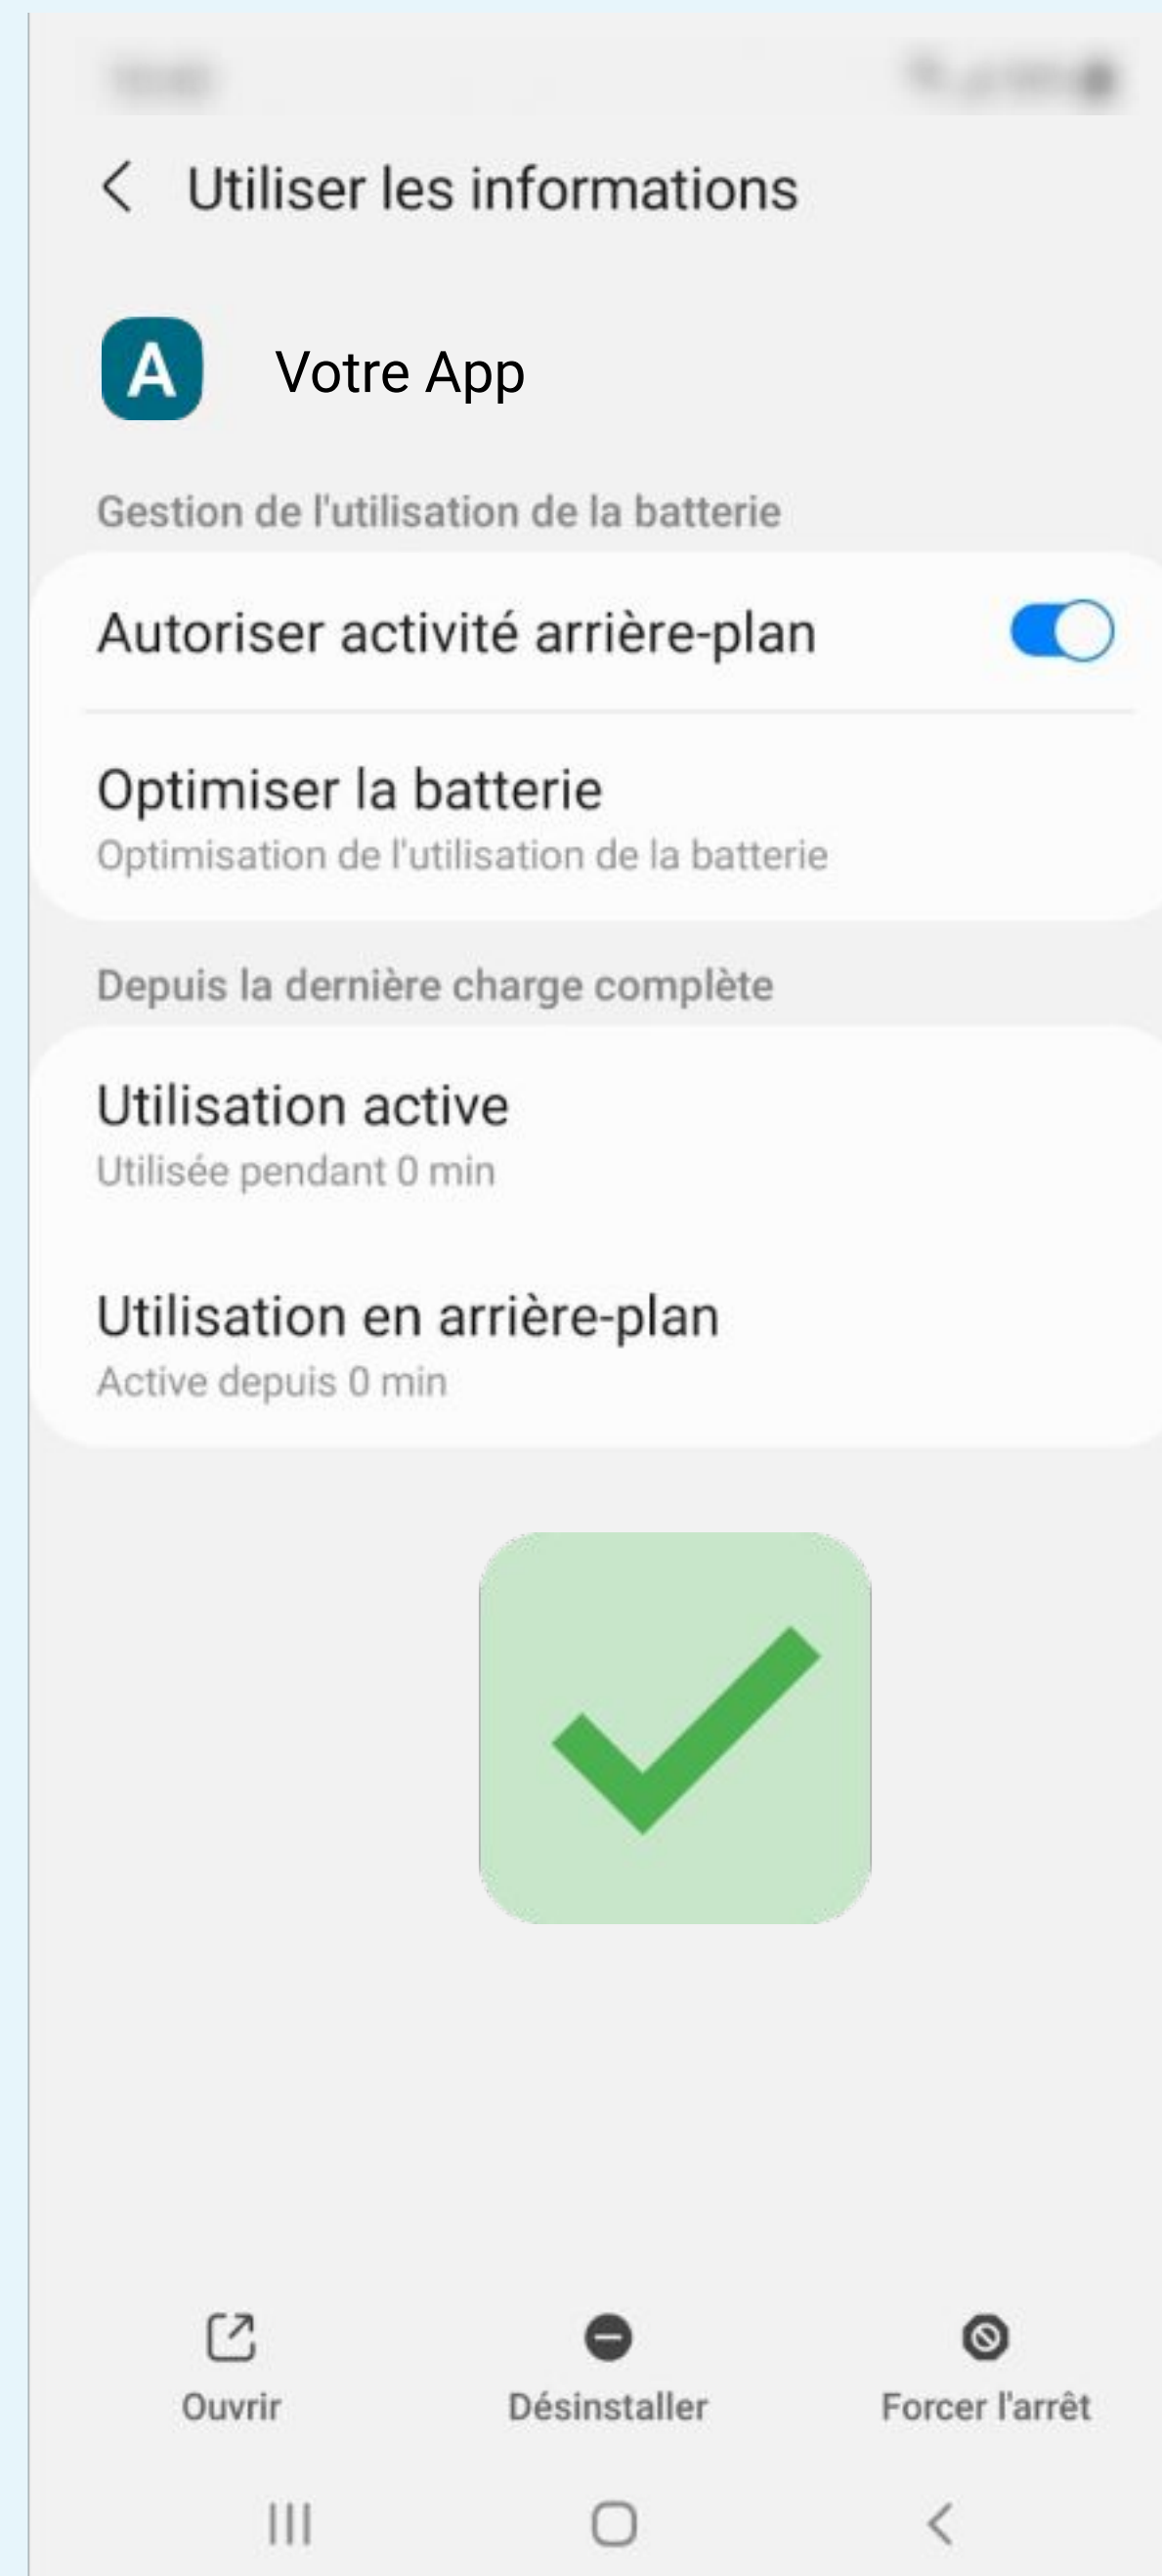 Utiliser les informations
A
Votre App
Gestion de l'utilisation de la batterie
Autoriser activité arrière-plan
Optimiser la batterie
Optimisation de l'utilisation de la batterie
Depuis la dernière charge complète
Utilisation active
Utilisée pendant 0 min
Utilisation en arrière-plan
Active depuis 0 min
Ouvrir
Désinstaller
Forcer l'arrêt